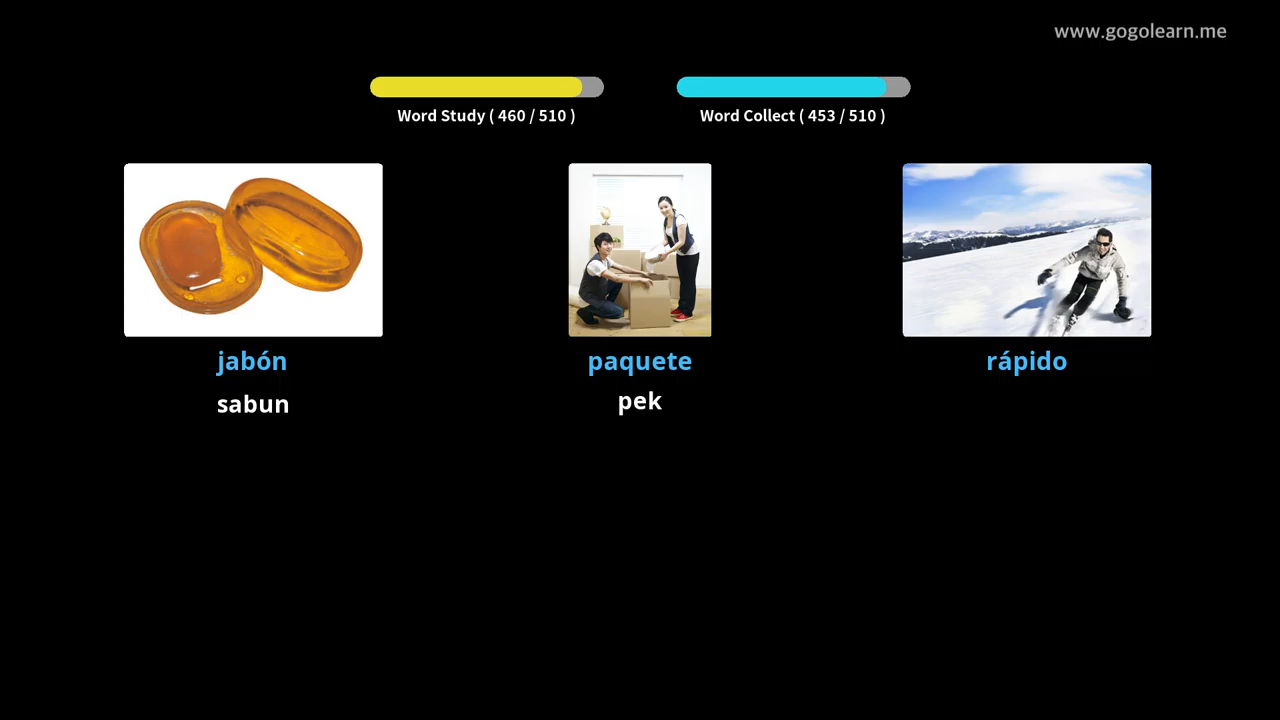 www.gogolearn.me
Word Study ( 460 / 510 )
Word Collect ( 453 / 510 )
jabón
paquete
rápido
sabun
pek